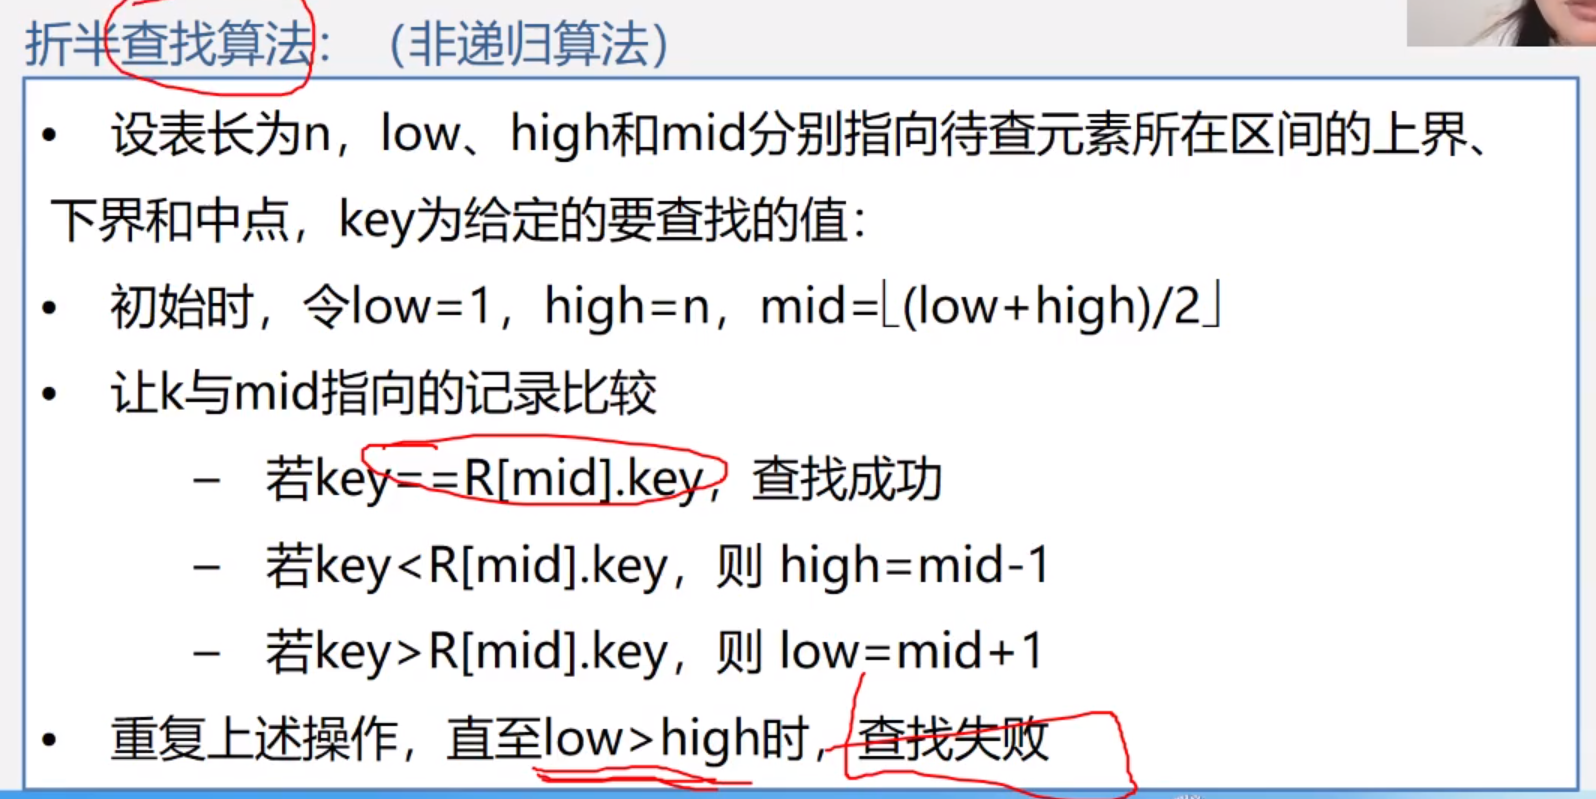 折半查找算法：（非递归算法）
• 设表长为n，low、high和mid分别指向待查元素所在区间的上界、
下界和中点，key为给定的要查找的值：
• 初始时，令low=1，high=n，mid=⌊(low+high)/2⌋
• 让k与mid指向的记录比较
– 若key==R[mid].key，查找成功
– 若key<R[mid].key，则 high=mid-1
– 若key>R[mid].key，则 low=mid+1
• 重复上述操作，直至low>high时，查找失败